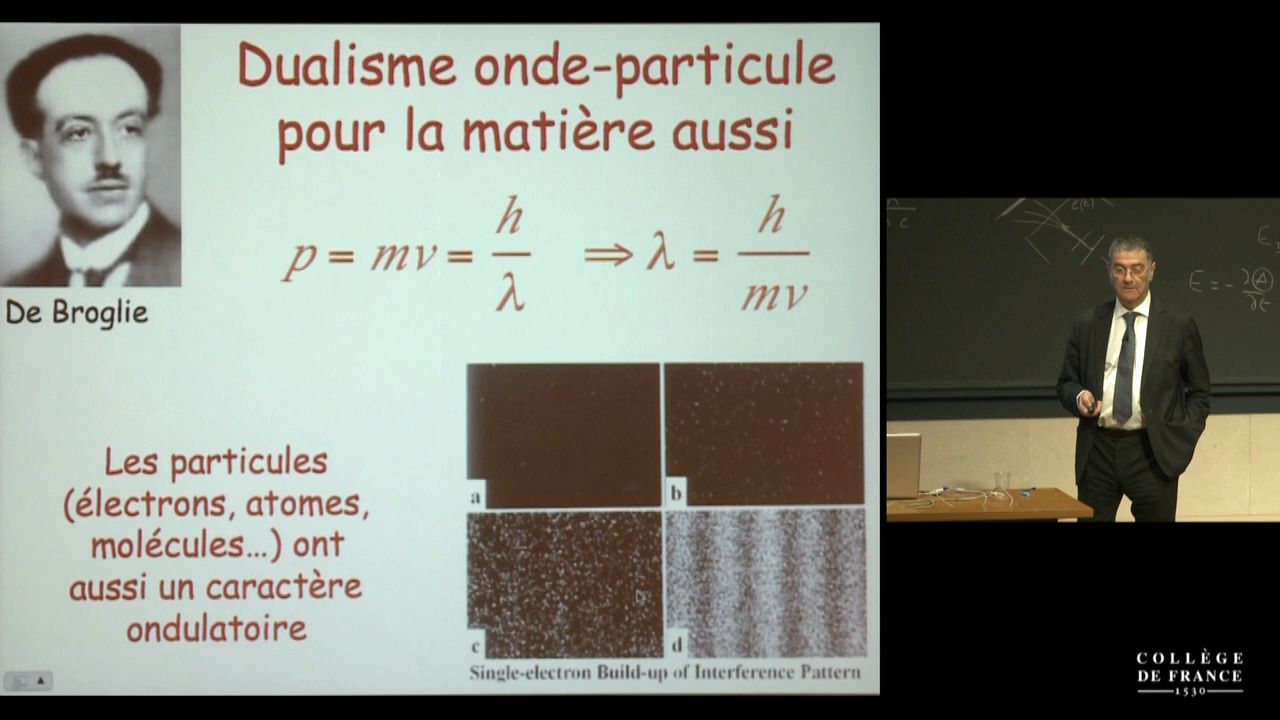 Dualisme onde-particule
pour la matière aussi
p = mv = h/λ ⇒ λ = h/mv
De Broglie
Les particules
(électrons, atomes,
molécules...) ont
aussi un caractère
ondulatoire
a
b
c
d
Single-electron Build-up of Interference Pattern
E = -
COLLÈGE
DE FRANCE
1530